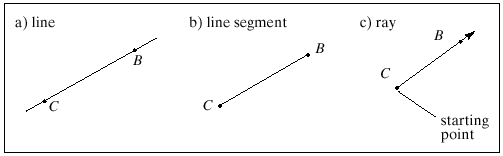 a) line
b) line segment
c) ray
B
C
B
C
B
C
starting
point